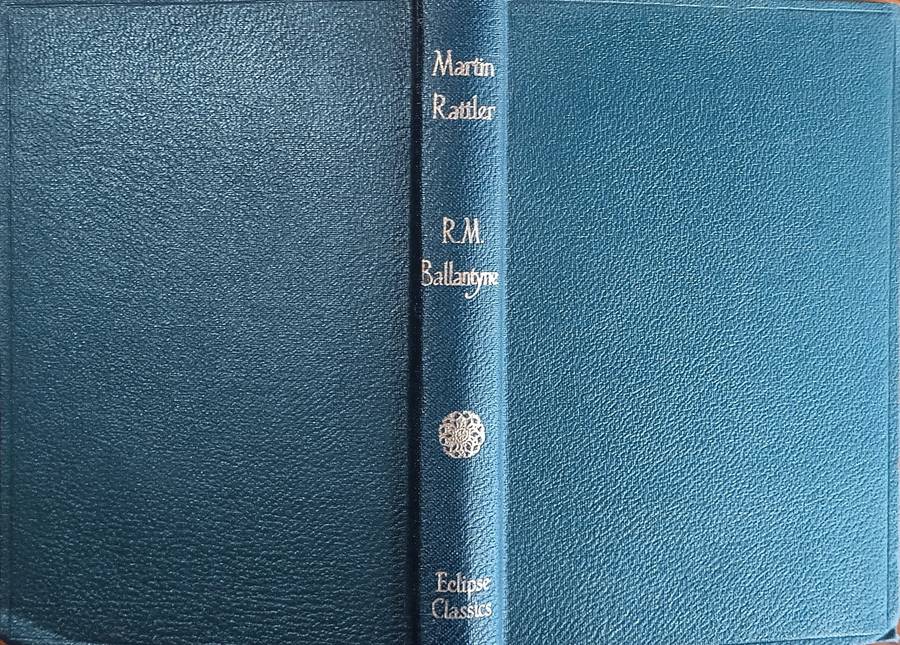 Martin
Rattler
R.M.
Ballantyne
Eclipse
Classics